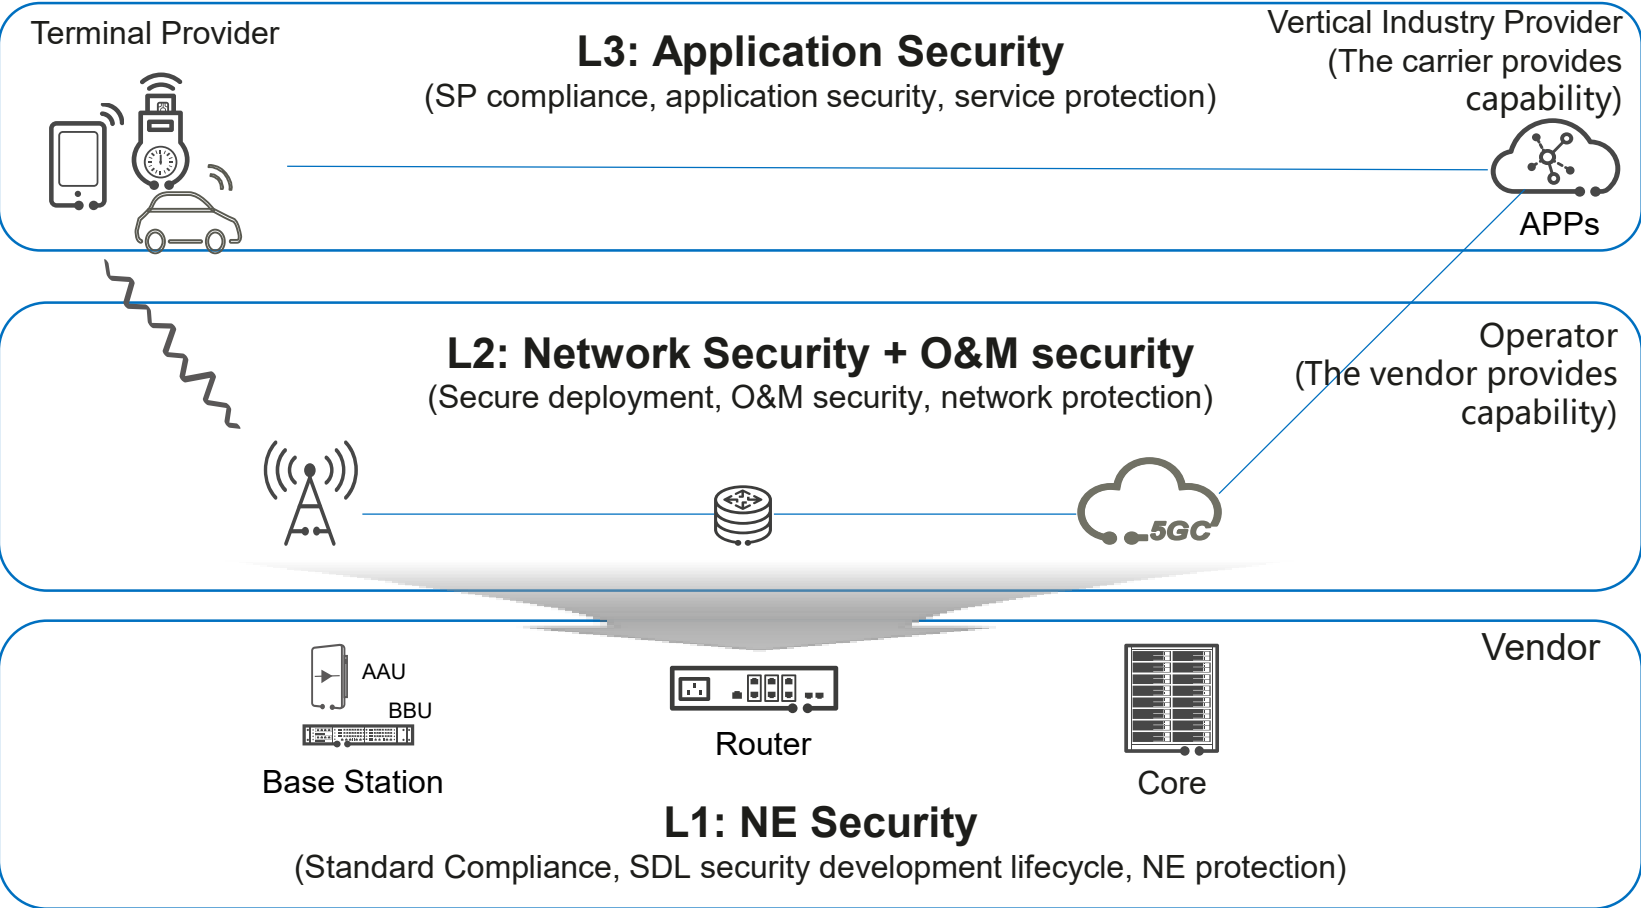 Terminal Provider
L3: Application Security
(SP compliance, application security, service protection)
Vertical Industry Provider
(The carrier provides
capability)
APPs
L2: Network Security + O&M security
(Secure deployment, O&M security, network protection)
Operator
(The vendor provides
capability)
5GC
Vendor
AAU
BBU
Base Station
Router
Core
L1: NE Security
(Standard Compliance, SDL security development lifecycle, NE protection)